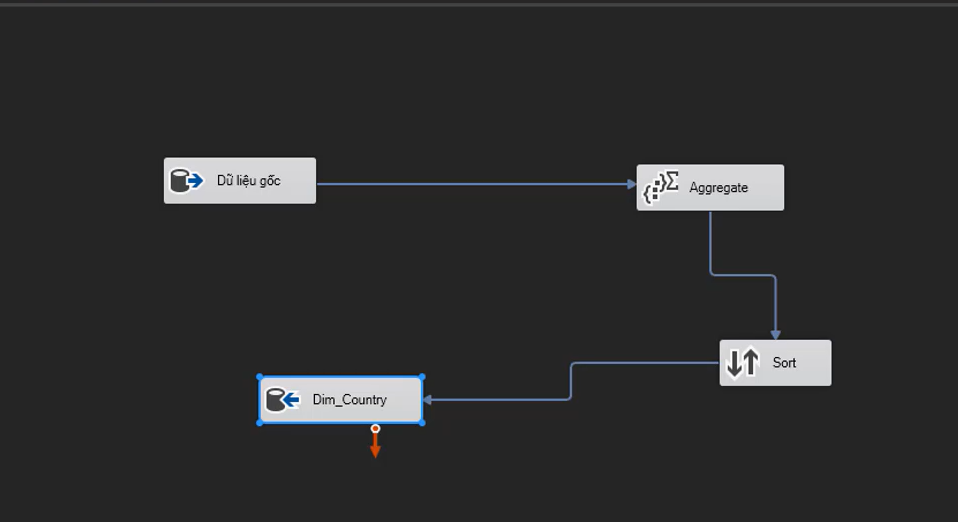 Dữ liệu gốc
Aggregate
Sort
Dim_Country